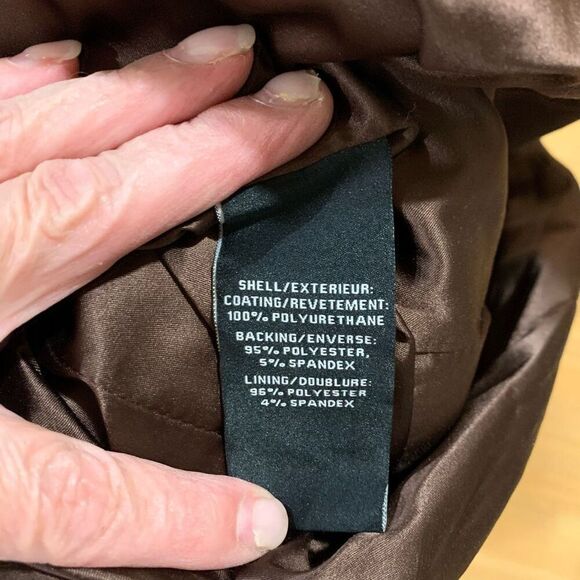 SHELL/EXTERIEUR:
COATING/REVETEMENT:
100% POLYURETHANE
BACKING/ENVERSE:
95% POLYESTER,
5% SPANDEX
LINING/DOUBLURE:
96% POLYESTER
4% SPANDEX